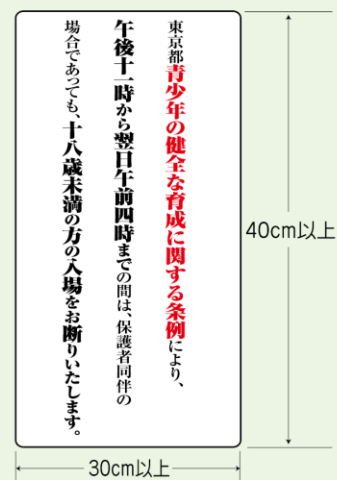 東京都青少年の健全な育成に関する条例により、
午後十一時から翌日午前四時までの間は、保護者同伴の
場合であっても、十八歳未満の方の入場をお断りいたします。
40cm以上
30cm以上